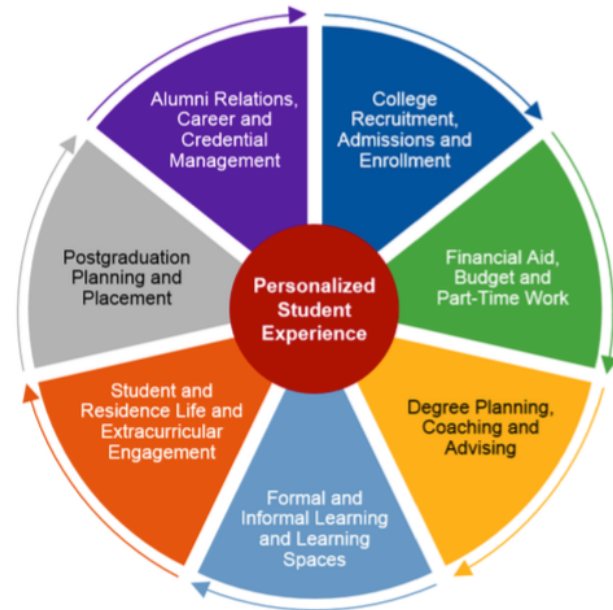 Alumni Relations,
Career and
Credential
Management
College
Recruitment,
Admissions and
Enrollment
Financial Aid,
Budget and
Part-Time Work
Degree Planning,
Coaching and
Advising
Formal and
Informal Learning
and Learning
Spaces
Student and
Residence Life and
Extracurricular
Engagement
Postgraduation
Planning and
Placement
Personalized
Student
Experience